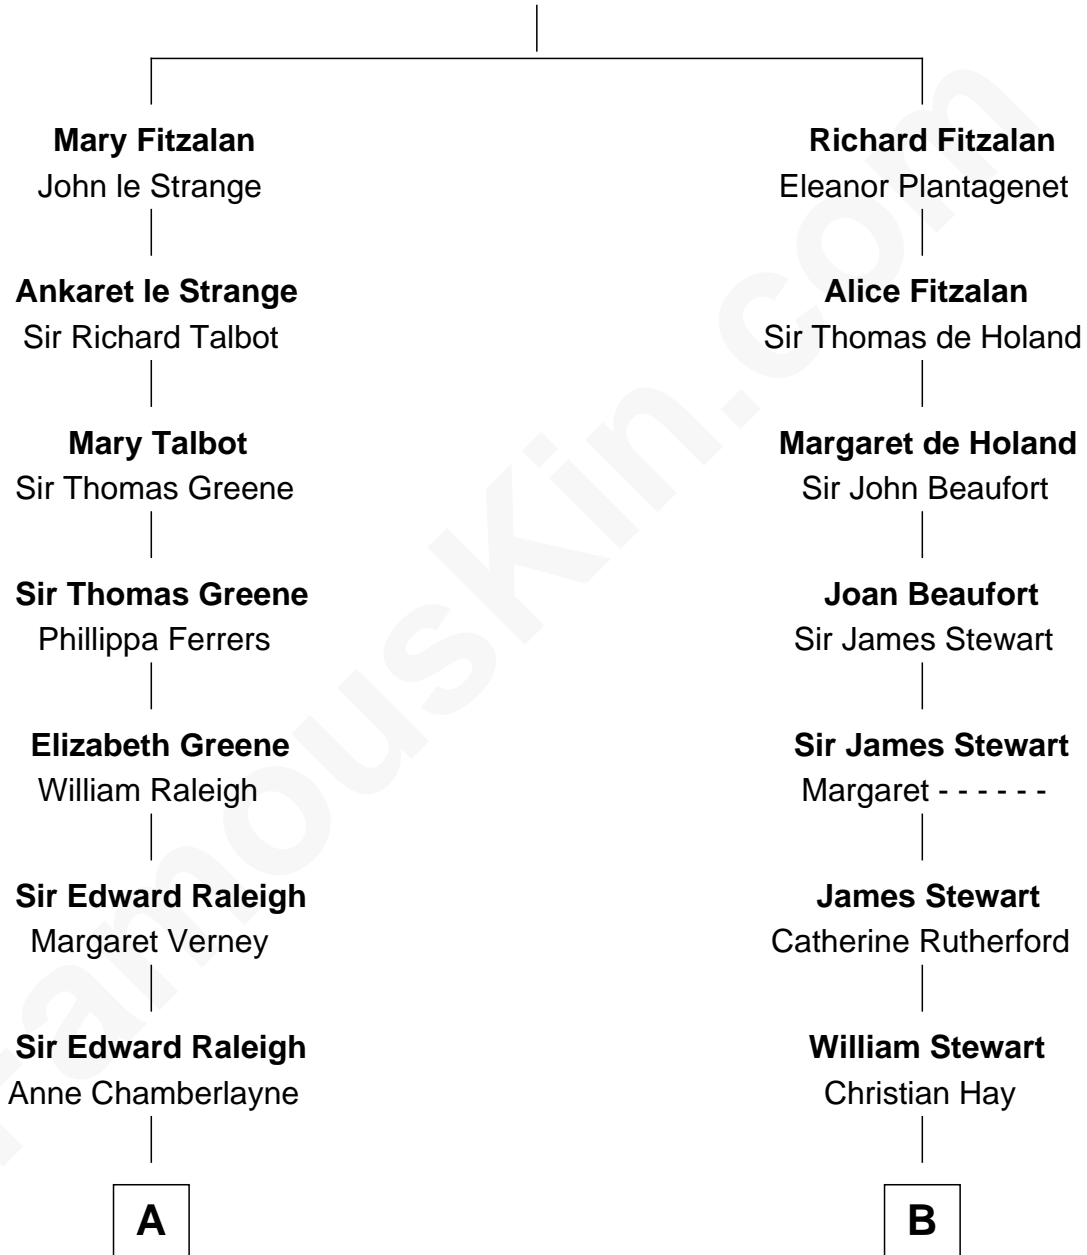 Mary Fitzalan
John le Strange
Ankaret le Strange
Sir Richard Talbot
Mary Talbot
Sir Thomas Greene
Sir Thomas Greene
Phillippa Ferrers
Elizabeth Greene
William Raleigh
Sir Edward Raleigh
Margaret Verney
Sir Edward Raleigh
Anne Chamberlayne
A
Richard Fitzalan
Eleanor Plantagenet
Alice Fitzalan
Sir Thomas de Holand
Margaret de Holand
Sir John Beaufort
Joan Beaufort
Sir James Stewart
Sir James Stewart
Margaret - - - - - -
James Stewart
Catherine Rutherford
William Stewart
Christian Hay
B
FamousKin.com